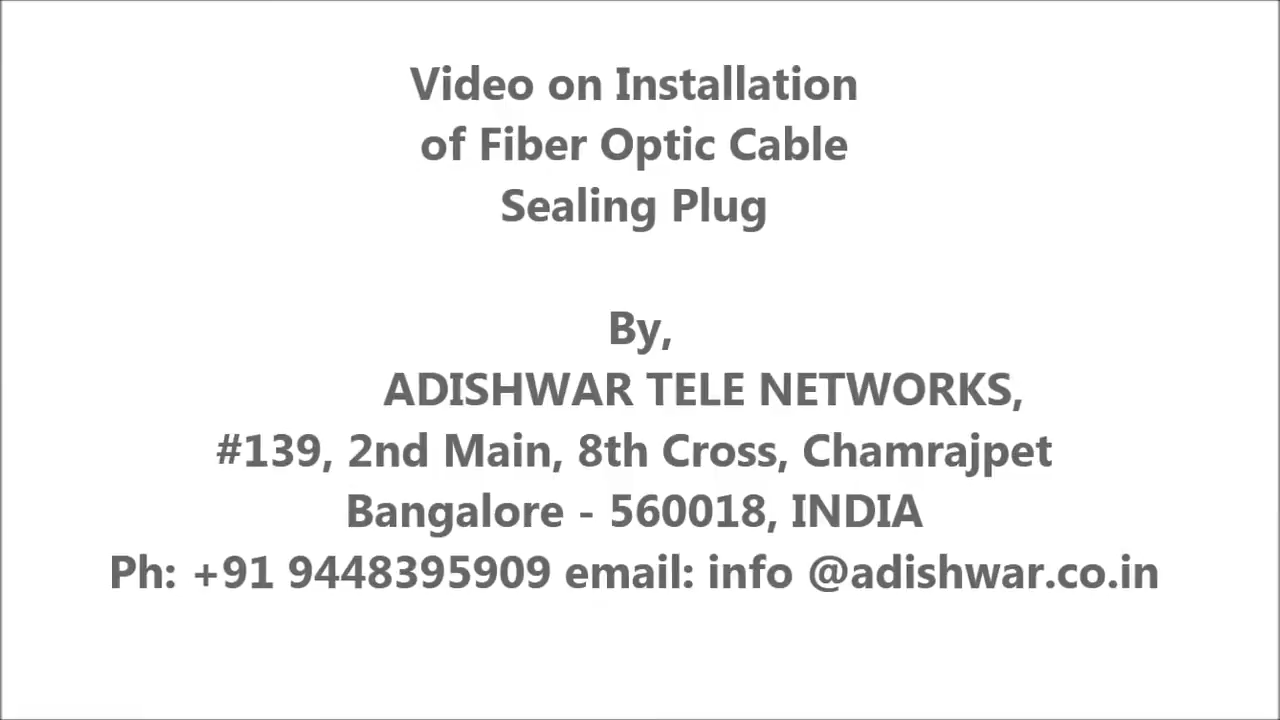 Video on Installation
of Fiber Optic Cable
Sealing Plug
By,
ADISHWAR TELE NETWORKS,
#139, 2nd Main, 8th Cross, Chamrajpet
Bangalore - 560018, INDIA
Ph: +91 9448395909 email: info @adishwar.co.in